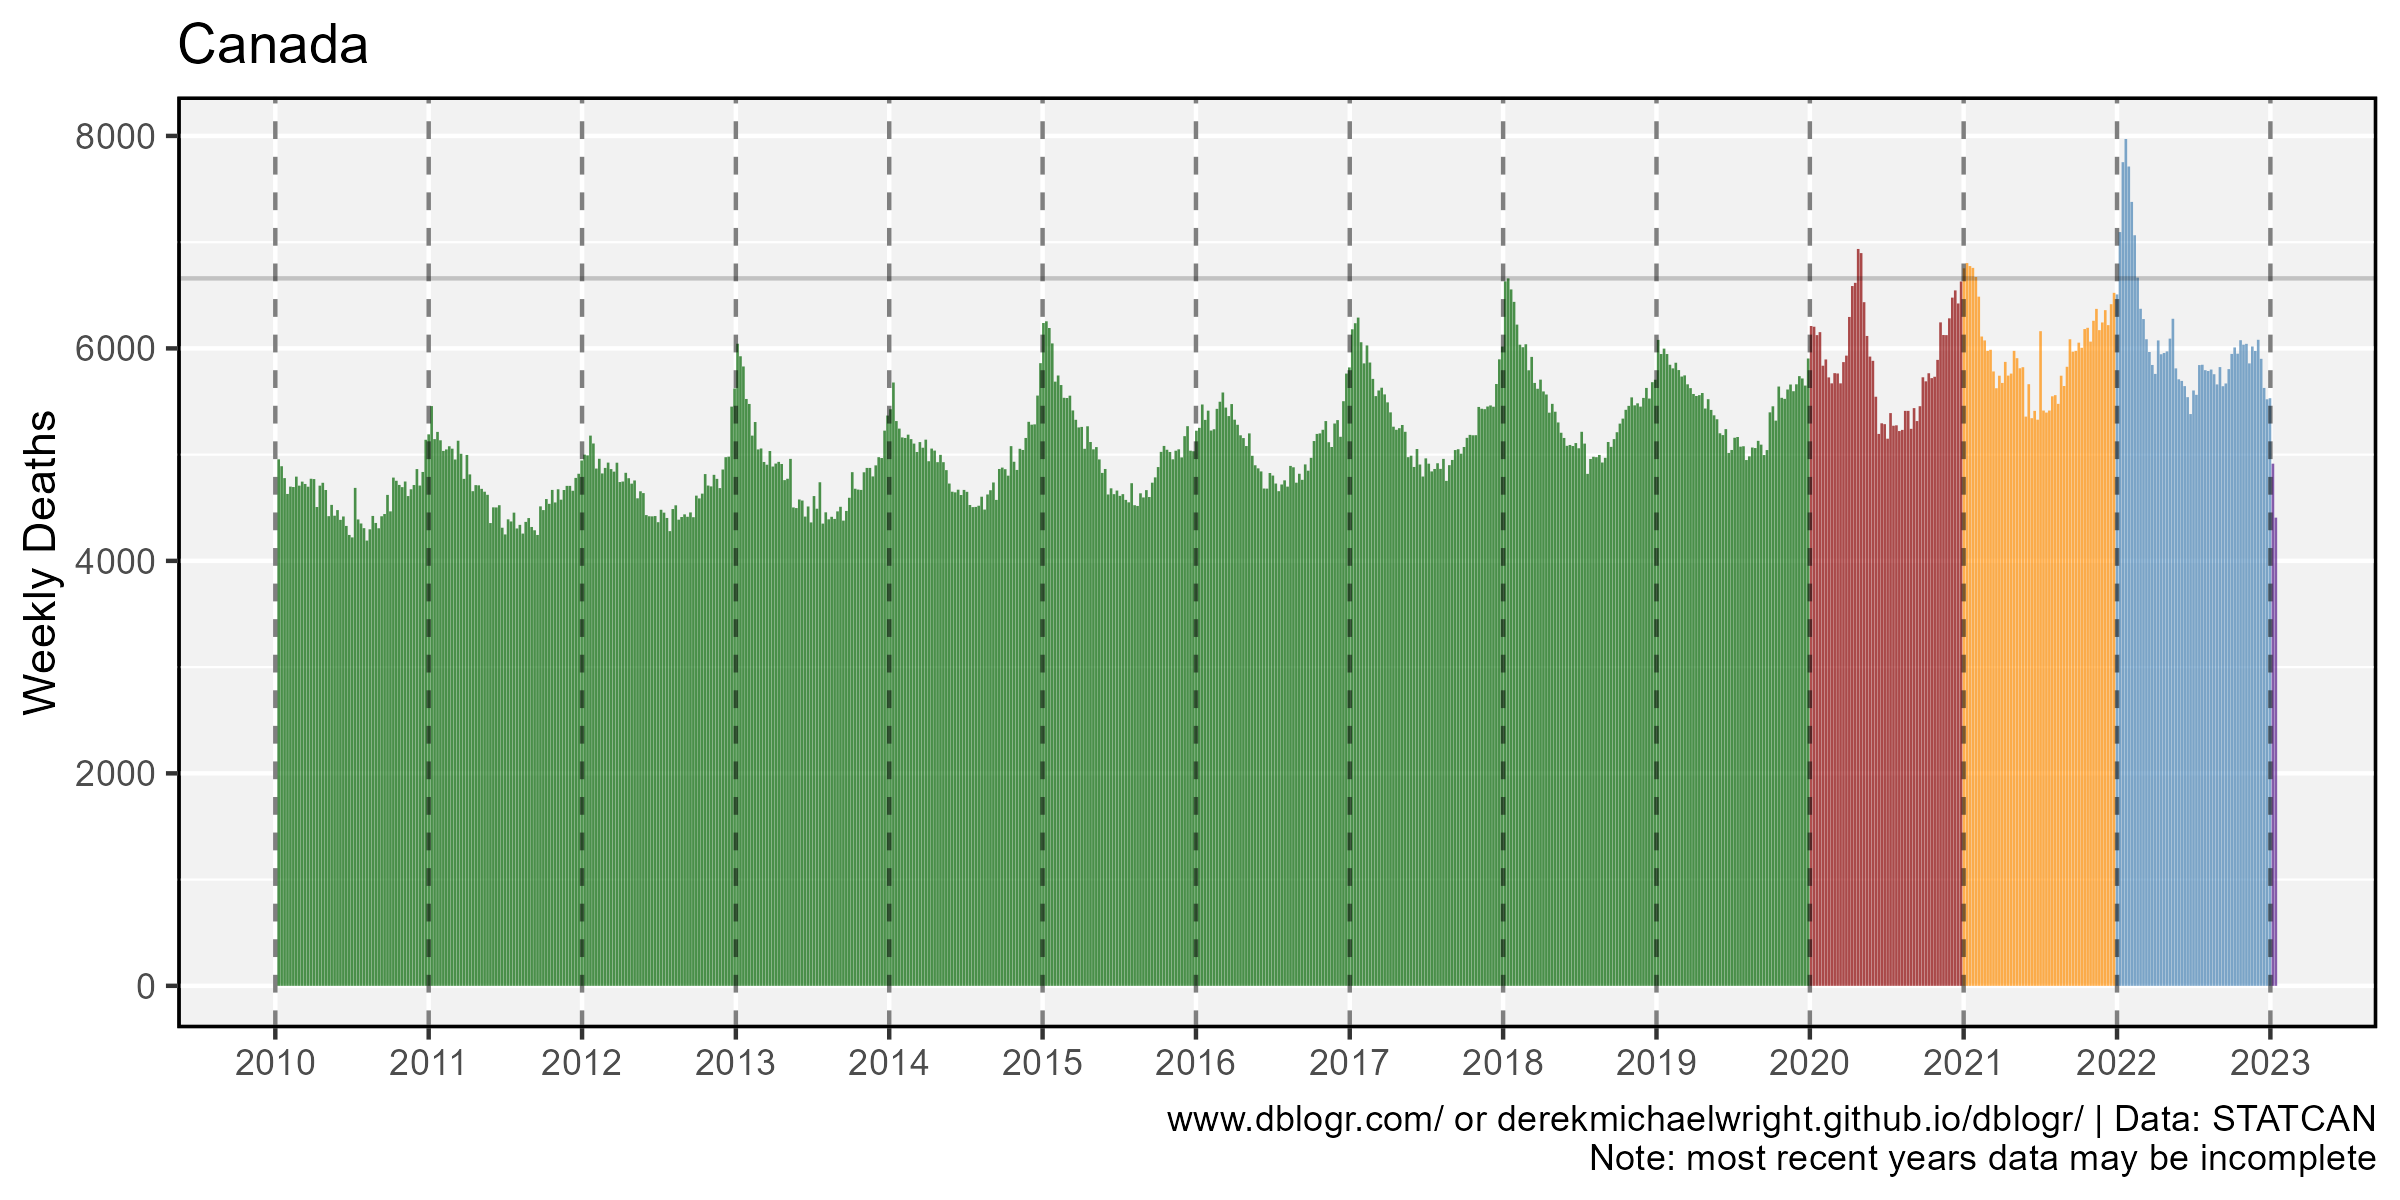 Canada
Weekly Deaths
8000
6000
4000
2000
0
2010 2011 2012 2013 2014 2015 2016 2017 2018 2019 2020 2021 2022 2023
www.dblogr.com/ or derekmichaelwright.github.io/dblogr/ | Data: STATCAN
Note: most recent years data may be incomplete